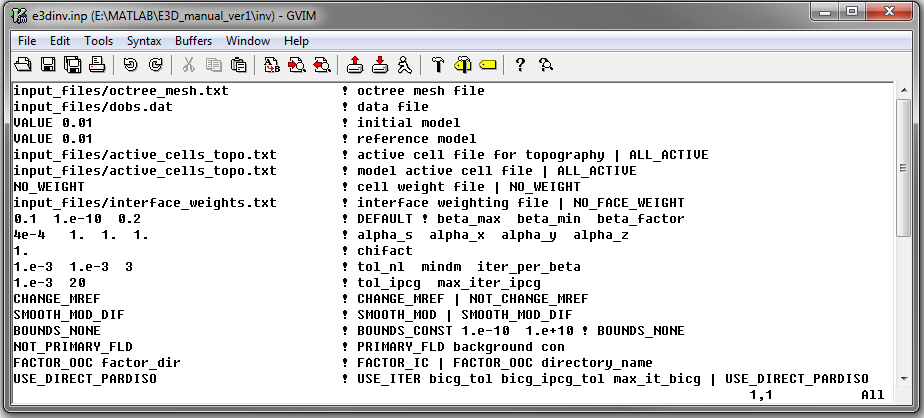 e3dinv.inp (E:\MATLAB\E3D_manual_ver1\inv) - GVIM
File Edit Tools Syntax Buffers Window Help
input_files/octree_mesh.txt ! octree mesh file
input_files/dobs.dat ! data file
VALUE 0.01 ! initial model
VALUE 0.01 ! reference model
input_files/active_cells_topo.txt ! active cell file for topography | ALL_ACTIVE
input_files/active_cells_topo.txt ! model active cell file | ALL_ACTIVE
NO_WEIGHT ! cell weight file | NO_WEIGHT
input_files/interface_weights.txt ! interface weighting file | NO_FACE_WEIGHT
0.1 1.e-10 0.2 ! DEFAULT ! beta_max beta_min beta_factor
4e-4 1. 1. 1. ! alpha_s alpha_x alpha_y alpha_z
1. ! chifact
1.e-3 1.e-3 3 ! tol_nl mindm iter_per_beta
1.e-3 20 ! tol_ipcg max_iter_ipcg
CHANGE_MREF ! CHANGE_MREF | NOT_CHANGE_MREF
SMOOTH_MOD_DIF ! SMOOTH_MOD | SMOOTH_MOD_DIF
BOUNDS_NONE ! BOUNDS_CONST 1.e-10 1.e+10 ! BOUNDS_NONE
NOT_PRIMARY_FLD ! PRIMARY_FLD background con
FACTOR_OOC factor_dir ! FACTOR_IC | FACTOR_OOC directory_name
USE_DIRECT_PARDISO ! USE_ITER bicg_tol bicg_ipcg_tol max_it_bicg | USE_DIRECT_PARDISO
1,1 All